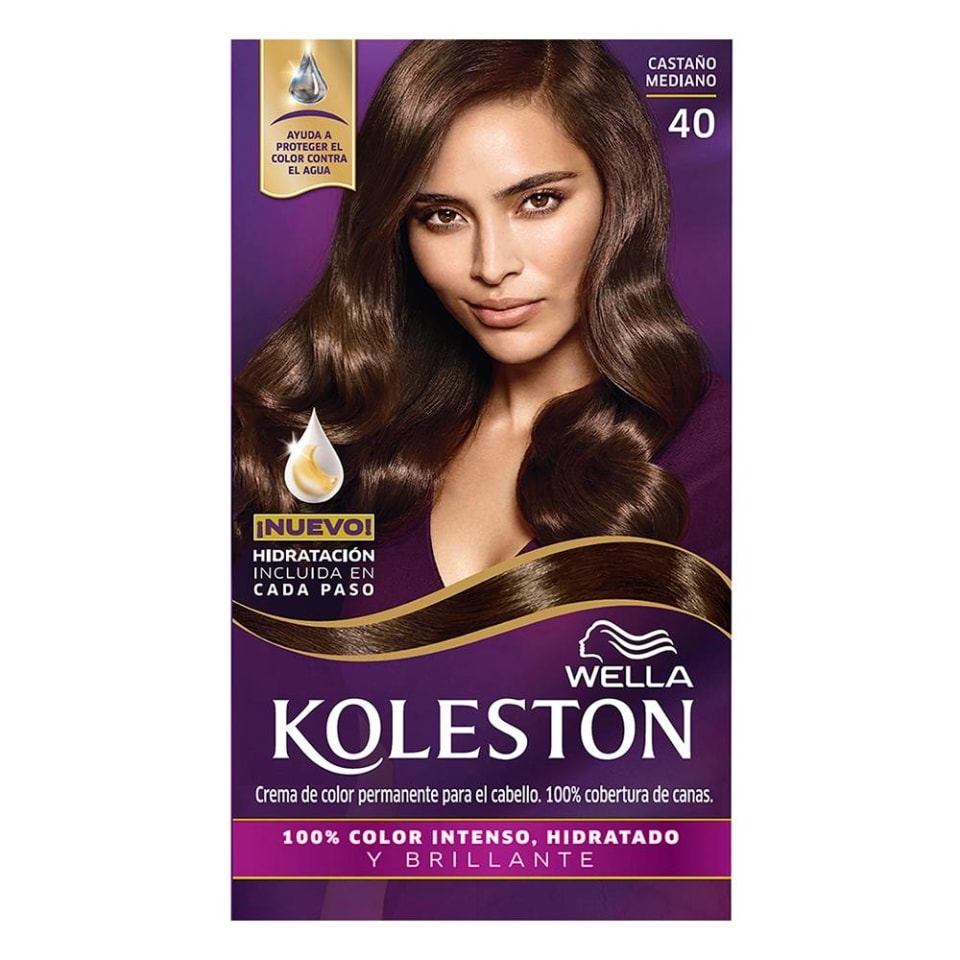 AYUDA A
PROTEGER EL
COLOR CONTRA
EL AGUA
CASTAÑO
MEDIANO
40
¡NUEVO!
HIDRATACIÓN
INCLUIDA EN
CADA PASO
WELLA
KOLESTON
Crema de color permanente para el cabello. 100% cobertura de canas.
100% COLOR INTENSO, HIDRATADO
Y BRILLANTE